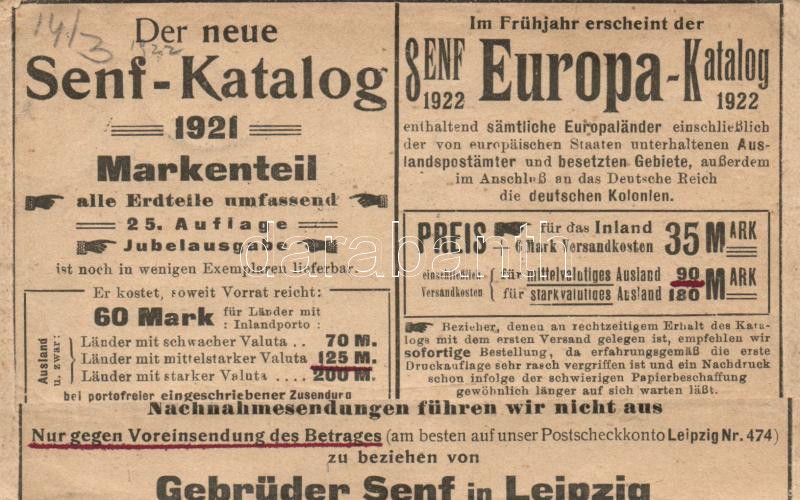 14/3 1922
Der neue
Senf-Katalog
1921
Markenteil
alle Erdteile umfassend
25. Auflage
Jubelausgabe
ist noch in wenigen Exemplaren lieferbar.
Er kostet, soweit Vorrat reicht:
60 Mark für Länder mit
: Inlandporto :
Ausland
u. zwar:
Länder mit schwacher Valuta . . 70 M.
Länder mit mittelstarker Valuta 125 M.
Länder mit starker Valuta . . . 200 M.
bei portofreier eingeschriebener Zusendung
Im Frühjahr erscheint der
SENF 1922 Europa-Katalog 1922
enthaltend sämtliche Europaländer einschließlich
der von europäischen Staaten unterhaltenen Aus-
landspostämter und besetzten Gebiete, außerdem
im Anschluß an das Deutsche Reich
die deutschen Kolonien.
PREIS für das Inland 35 MARK
+ 6 Mark Versandkosten
einschließlich Versandkosten
für mittelvalutiges Ausland 90 MARK
für starkvalutiges Ausland 180
Bezieher, denen an rechtzeitigem Erhalt des Kata-
logs mit dem ersten Versand gelegen ist, empfehlen wir
sofortige Bestellung, da erfahrungsgemäß die erste
Druckauflage sehr rasch vergriffen ist und ein Nachdruck
schon infolge der schwierigen Papierbeschaffung
gewöhnlich länger auf sich warten läßt.
Nachnahmesendungen führen wir nicht aus
Nur gegen Voreinsendung des Betrages (am besten auf unser Postscheckkonto Leipzig Nr. 474)
zu beziehen von
Gebrüder Senf in Leipzig
darabanth